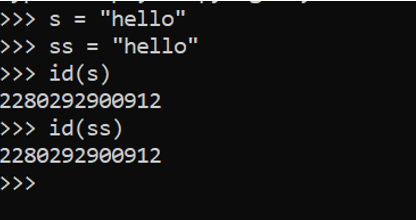 >>> s = "hello"
>>> ss = "hello"
>>> id(s)
2280292900912
>>> id(ss)
2280292900912
>>>